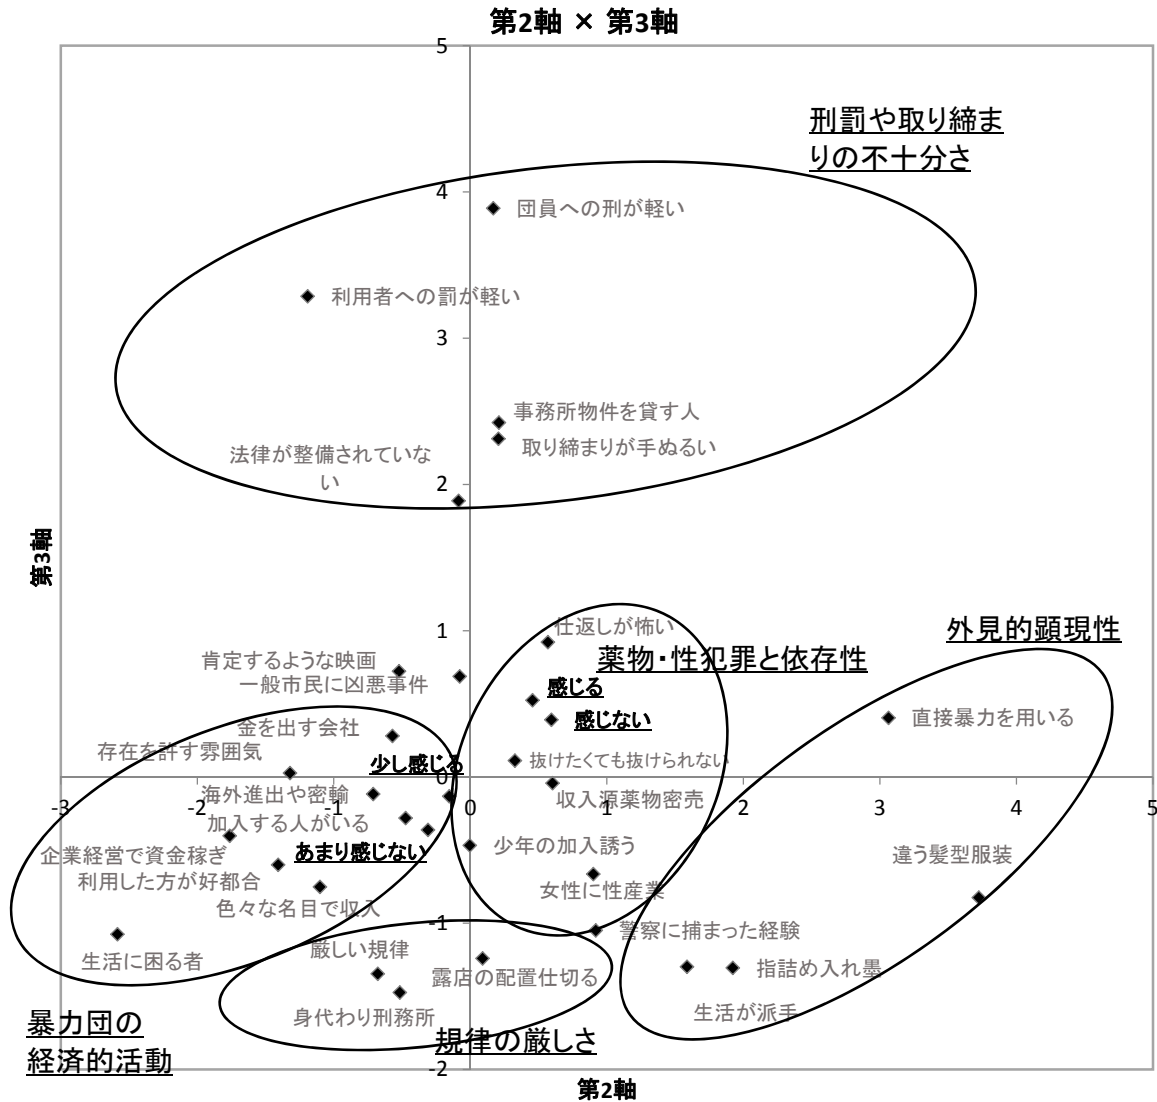 第2軸 × 第3軸
5
刑罰や取り締ま
りの不十分さ
4
団員への刑が軽い
利用者への罰が軽い
3
事務所物件を貸す人
取り締まりが手ぬるい
法律が整備されていな
い
2
第3軸
1
仕返しが怖い
外見的顕現性
薬物・性犯罪と依存性
肯定するような映画
一般市民に凶悪事件
感じる
感じない
直接暴力を用いる
金を出す会社
存在を許す雰囲気
少し感じる
抜けたくても抜けられない
0
-3
-2
-1
0
1
2
3
4
5
海外進出や密輸
収入源薬物密売
加入する人がいる
企業経営で資金稼ぎ
あまり感じない
少年の加入誘う
違う髪型服装
利用した方が好都合
女性に性産業
色々な名目で収入
-1
警察に捕まった経験
生活に困る者
厳しい規律
露店の配置仕切る
指詰め入れ墨
身代わり刑務所
生活が派手
暴力団の
経済的活動
規律の厳しさ
-2
第2軸